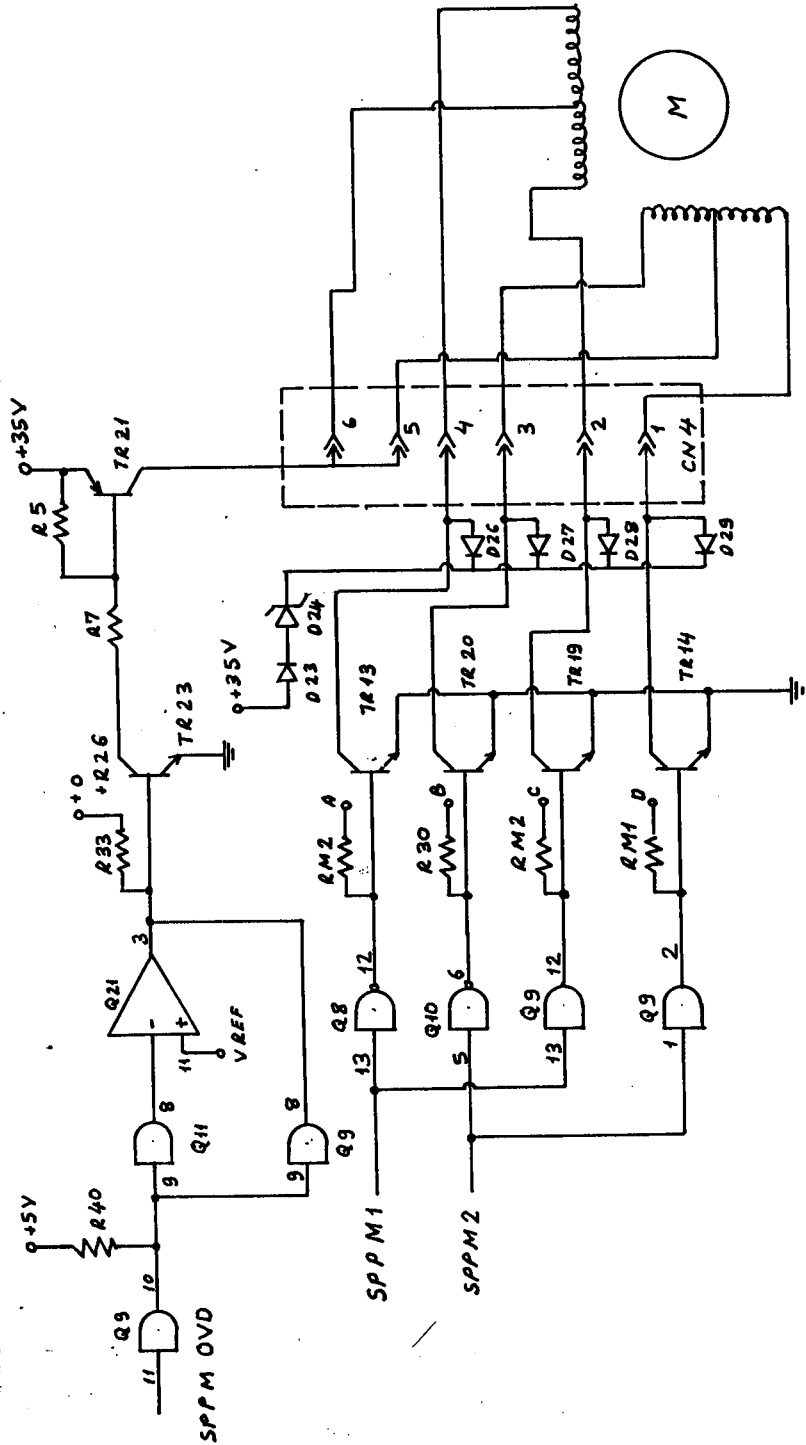 SPPM OVD
11
Q9
10
+5V
R40
9
Q11
8
9
Q9
8
Q21
-
+
11
VREF
3
R33
+0
+R26
TR23
R7
R5
+35V
TR21
SPPM1
SPPM2
13
Q8
12
RM2
A
TR13
5
Q10
6
R30
B
TR20
13
Q9
12
RM2
C
TR19
1
Q9
2
RM1
D
TR14
+35V
D23
D24
D26
D27
D28
D29
6
5
4
3
2
1
CN4
M